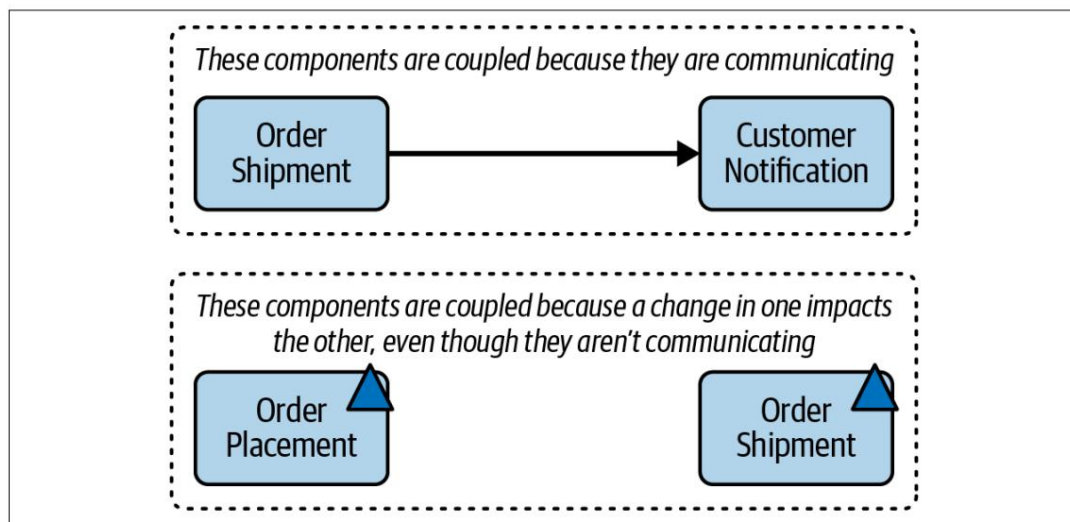 These components are coupled because they are communicating
Order
Shipment
Customer
Notification
These components are coupled because a change in one impacts
the other, even though they aren’t communicating
Order
Placement
Order
Shipment